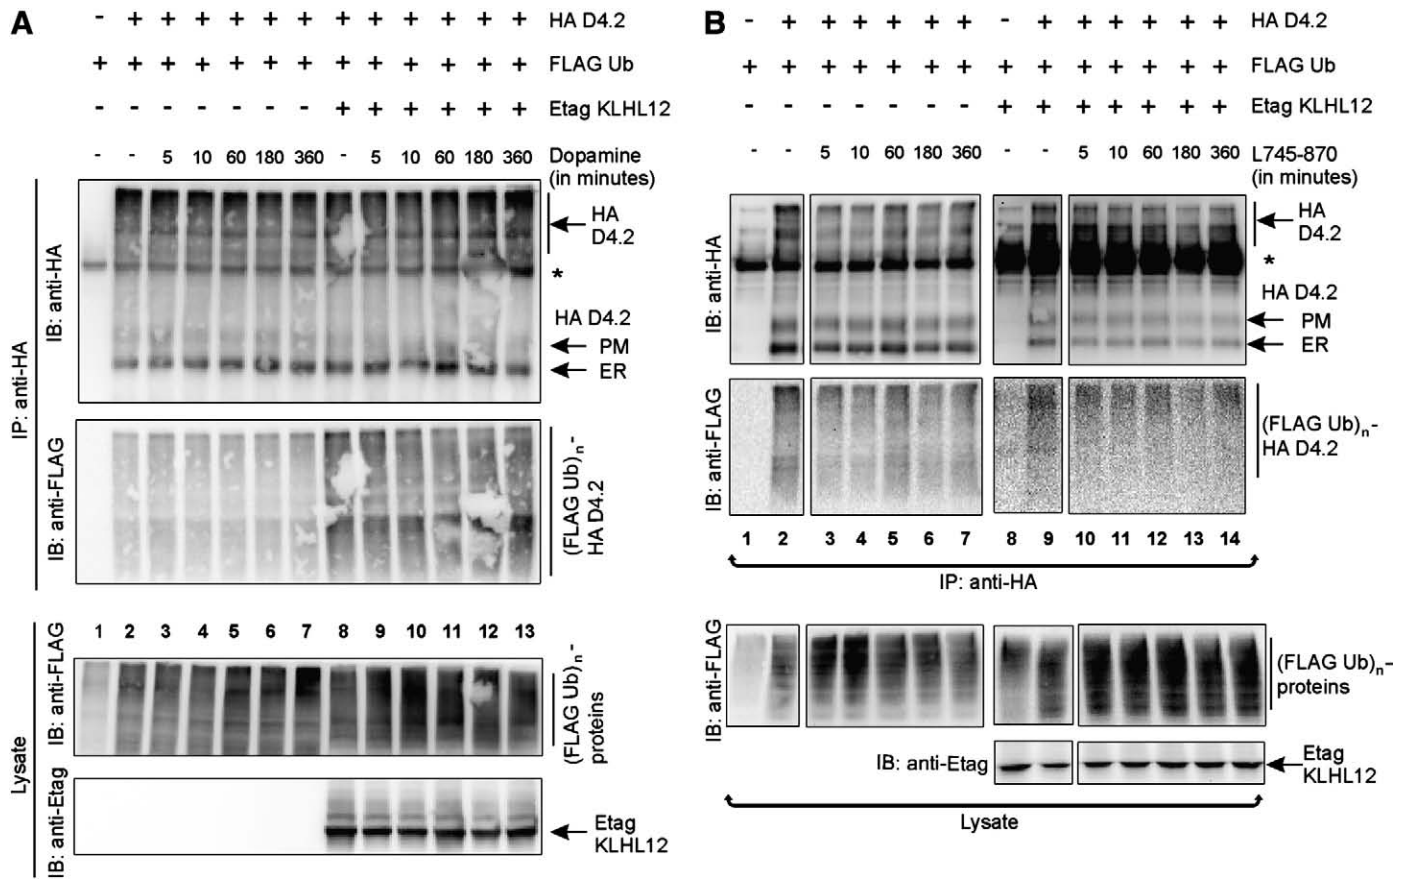 A
- + + + + + + + + + + + + HA D4.2
+ + + + + + + + + + + + + FLAG Ub
- - - - - - - + + + + + + Etag KLHL12
- - 5 10 60 180 360 - 5 10 60 180 360 Dopamine
(in minutes)
IP: anti-HA
IB: anti-HA
HA
D4.2
*
HA D4.2
PM
ER
IB: anti-FLAG
(FLAG Ub)n-
HA D4.2
1 2 3 4 5 6 7 8 9 10 11 12 13
Lysate
IB: anti-FLAG
(FLAG Ub)n-
proteins
IB: anti-Etag
Etag
KLHL12
B
- + + + + + + - + + + + + + HA D4.2
+ + + + + + + + + + + + + + FLAG Ub
- - - - - - - + + + + + + + Etag KLHL12
- - 5 10 60 180 360 - - 5 10 60 180 360 L745-870
(in minutes)
IB: anti-HA
HA
D4.2
*
HA D4.2
PM
ER
IB: anti-FLAG
(FLAG Ub)n-
HA D4.2
1 2 3 4 5 6 7 8 9 10 11 12 13 14
IP: anti-HA
IB: anti-FLAG
(FLAG Ub)n-
proteins
IB: anti-Etag
Etag
KLHL12
Lysate